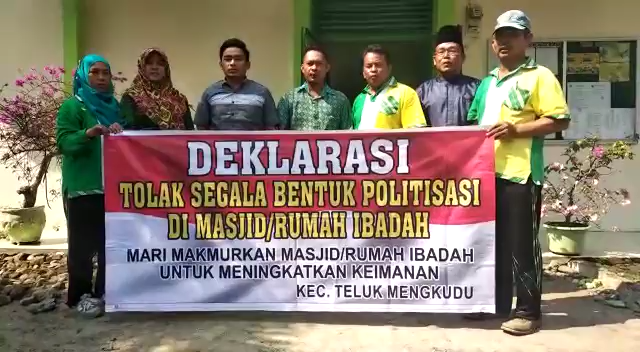 DEKLARASI
TOLAK SEGALA BENTUK POLITISASI
DI MASJID/RUMAH IBADAH
MARI MAKMURKAN MASJID/RUMAH IBADAH
UNTUK MENINGKATKAN KEIMANAN
KEC. TELUK MENGKUDU